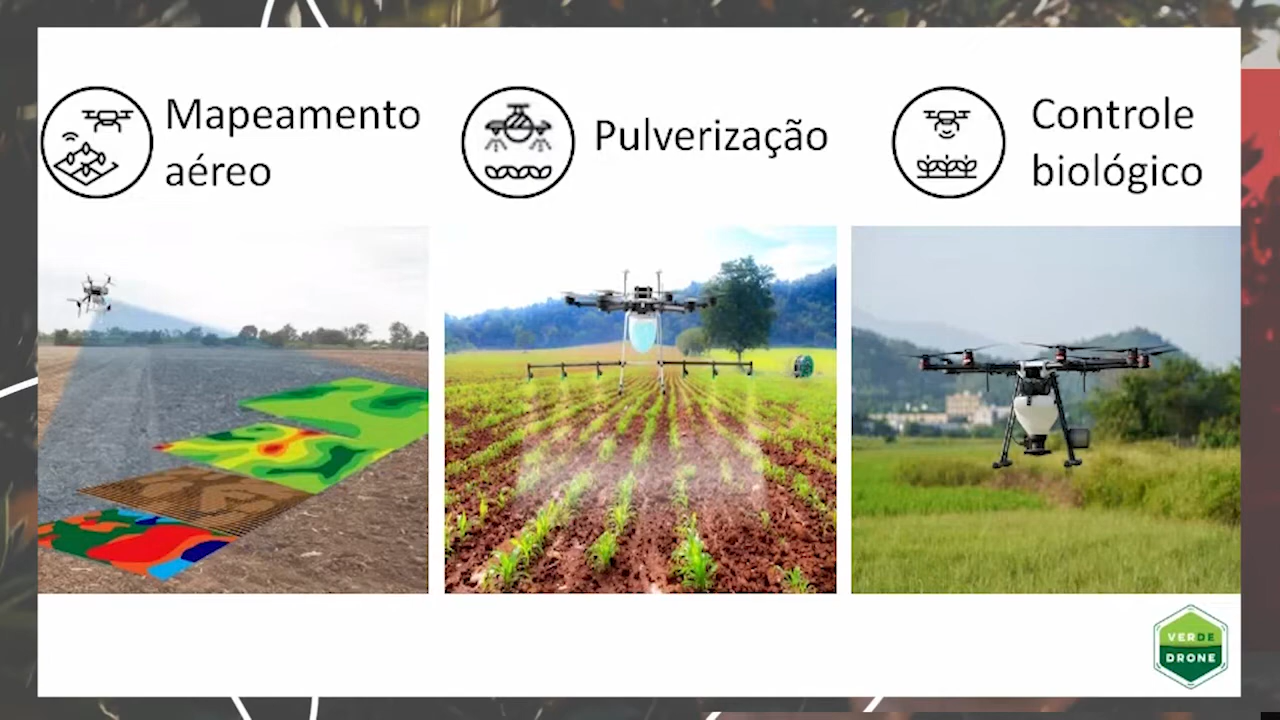 Mapeamento
aéreo
Pulverização
Controle
biológico
VERDE
DRONE